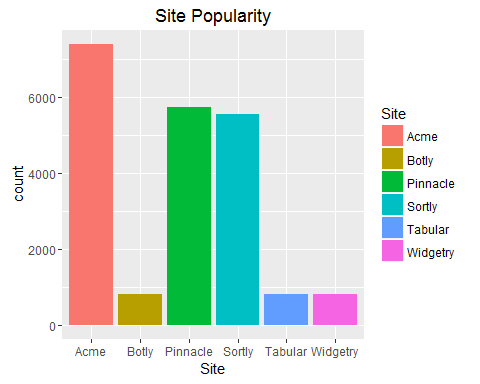 Site Popularity
6000
4000
2000
0
count
Acme Botly Pinnacle Sortly Tabular Widgetry
Site
Site
Acme
Botly
Pinnacle
Sortly
Tabular
Widgetry